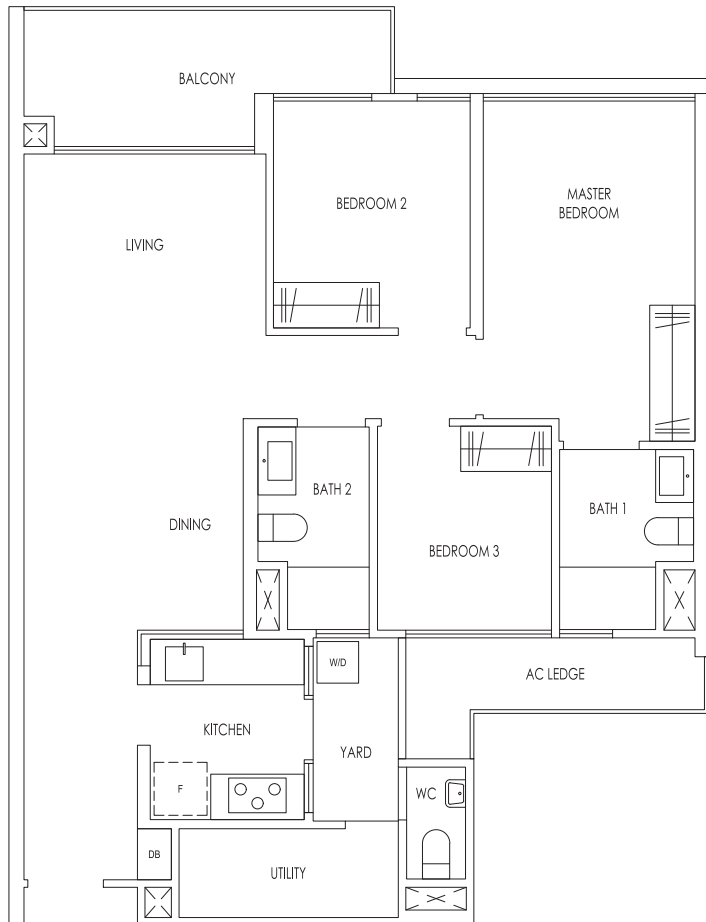 BALCONY
BEDROOM 2
MASTER
BEDROOM
LIVING
BATH 2
BATH 1
DINING
BEDROOM 3
W/D
AC LEDGE
KITCHEN
YARD
F
WC
DB
UTILITY